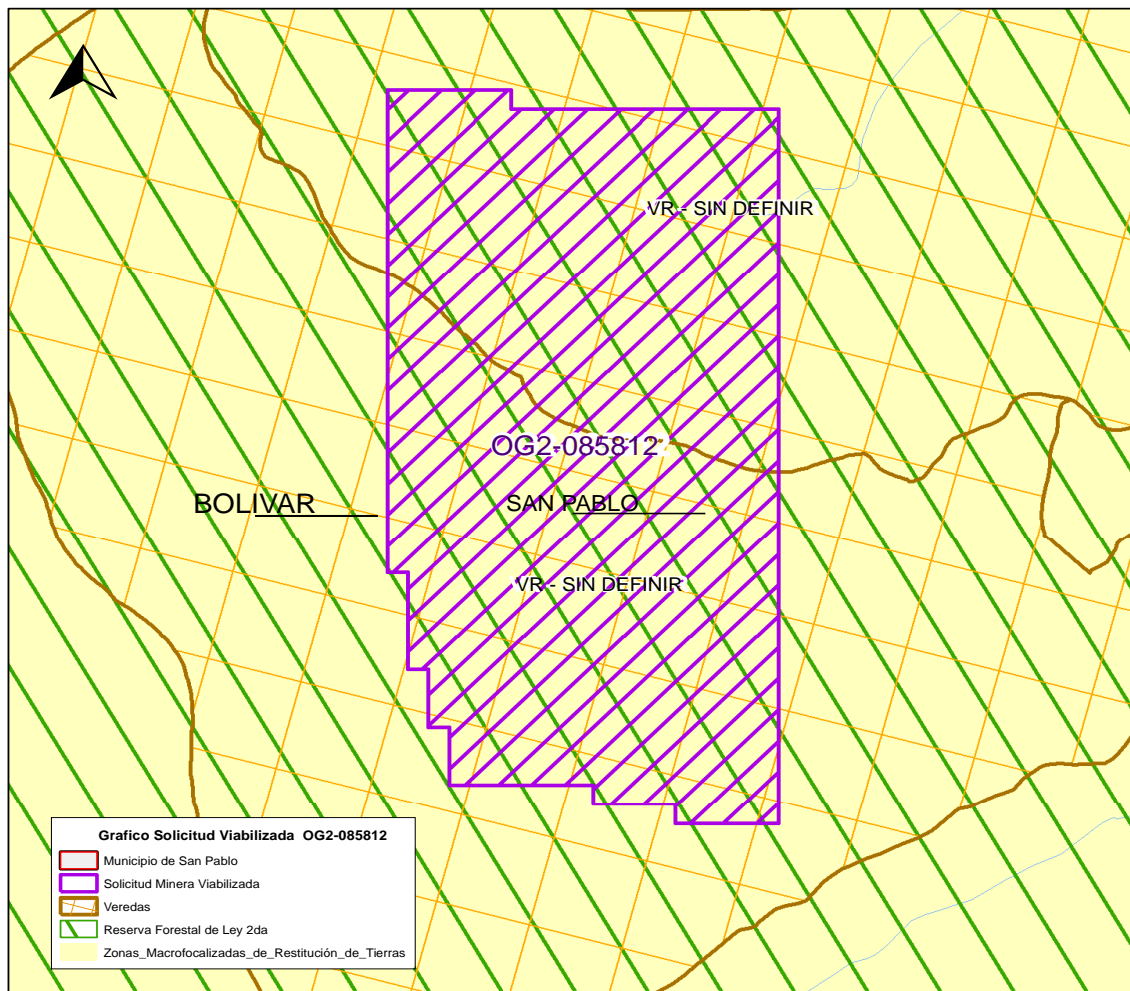 VR - SIN DEFINIR
OG2-085812
BOLIVAR
SAN PABLO
VR - SIN DEFINIR
Grafico Solicitud Viabilizada OG2-085812
Municipio de San Pablo
Solicitud Minera Viabilizada
Veredas
Reserva Forestal de Ley 2da
Zonas_Macrofocalizadas_de_Restitución_de_Tierras